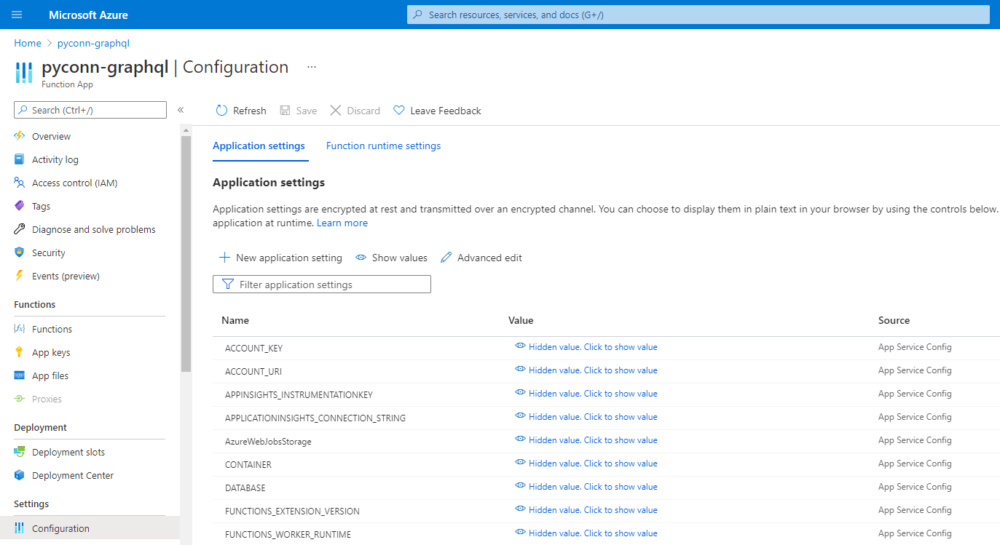 Microsoft Azure
Search resources, services, and docs (G+/)
Home
pyconn-graphql
pyconn-graphql | Configuration
...
Function App
Search (Ctrl+/)
«
Overview
Activity log
Access control (IAM)
Tags
Diagnose and solve problems
Security
Events (preview)
Functions
Functions
App keys
App files
Proxies
Deployment
Deployment slots
Deployment Center
Settings
Configuration
Refresh
Save
Discard
Leave Feedback
Application settings
Function runtime settings
Application settings
Application settings are encrypted at rest and transmitted over an encrypted channel. You can choose to display them in plain text in your browser by using the controls below.
application at runtime. Learn more
New application setting
Show values
Advanced edit
Filter application settings
Name Value Source
ACCOUNT_KEY Hidden value. Click to show value App Service Config
ACCOUNT_URI Hidden value. Click to show value App Service Config
APPINSIGHTS_INSTRUMENTATIONKEY Hidden value. Click to show value App Service Config
APPLICATIONINSIGHTS_CONNECTION_STRING Hidden value. Click to show value App Service Config
AzureWebJobsStorage Hidden value. Click to show value App Service Config
CONTAINER Hidden value. Click to show value App Service Config
DATABASE Hidden value. Click to show value App Service Config
FUNCTIONS_EXTENSION_VERSION Hidden value. Click to show value App Service Config
FUNCTIONS_WORKER_RUNTIME Hidden value. Click to show value App Service Config